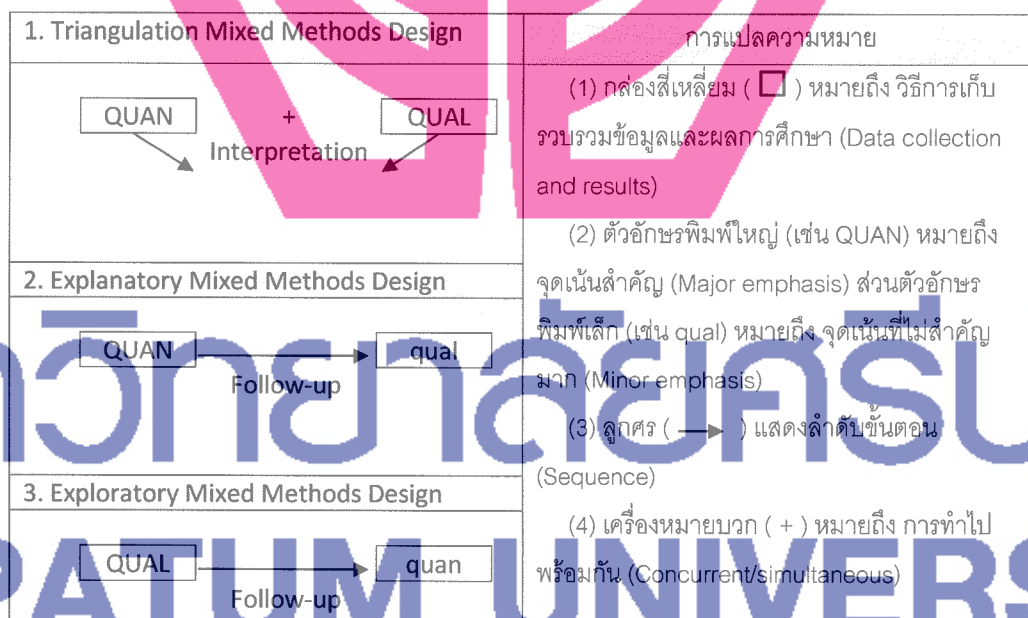 1. Triangulation Mixed Methods Design
QUAN + QUAL
Interpretation
2. Explanatory Mixed Methods Design
QUAN qual
Follow-up
3. Exploratory Mixed Methods Design
QUAL quan
Follow-up
การแปลความหมาย
(1) กล่องสี่เหลี่ยม ( ) หมายถึง วิธีการเก็บ
รวบรวมข้อมูลและผลการศึกษา (Data collection
and results)
(2) ตัวอักษรพิมพ์ใหญ่ (เช่น QUAN) หมายถึง
จุดเน้นสำคัญ (Major emphasis) ส่วนตัวอักษร
พิมพ์เล็ก (เช่น qual) หมายถึง จุดเน้นที่ไม่สำคัญ
มาก (Minor emphasis)
(3) ลูกศร ( → ) แสดงลำดับขั้นตอน
(Sequence)
(4) เครื่องหมายบวก ( + ) หมายถึง การทำไป
พร้อมกัน (Concurrent/simultaneous)
วิทยาลัยศรีป
PATUM UNIVERS